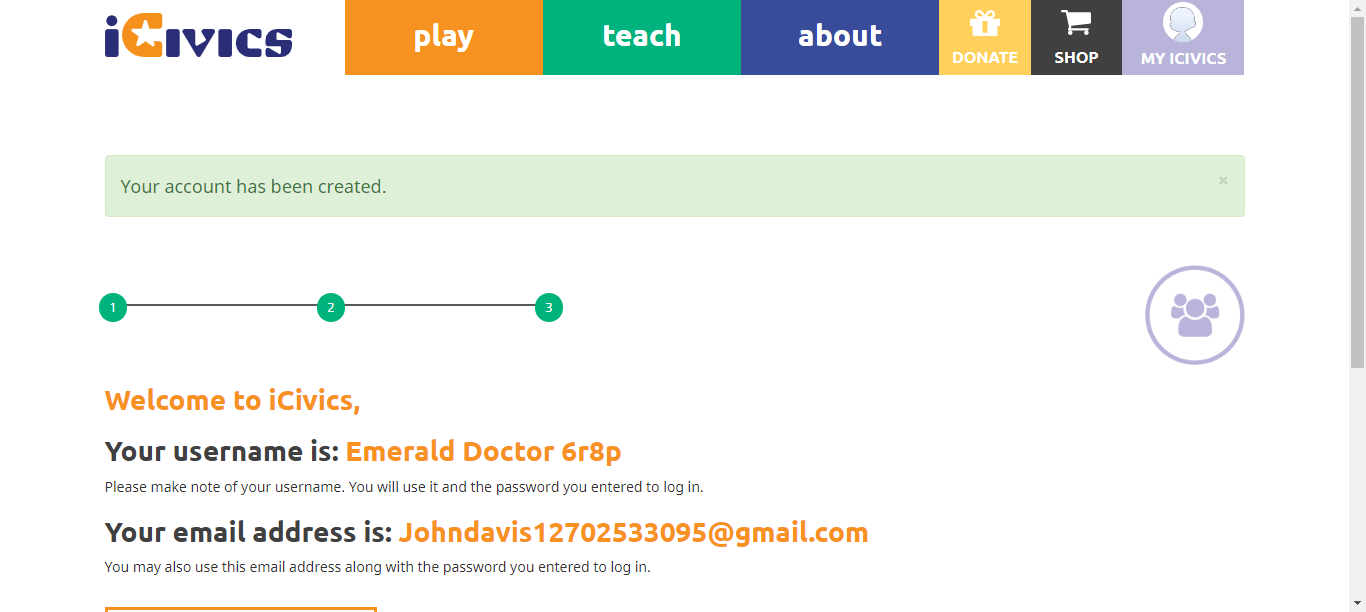 iCivics
play
teach
about
DONATE
SHOP
MY ICIVICS
Your account has been created.
×
1
2
3
Welcome to iCivics,
Your username is: Emerald Doctor 6r8p
Please make note of your username. You will use it and the password you entered to log in.
Your email address is: Johndavis12702533095@gmail.com
You may also use this email address along with the password you entered to log in.